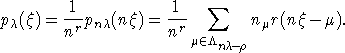 p_λ(ξ) = \frac{1}{n^r} p_{nλ}(nξ) = \frac{1}{n^r} \sum_{μ∈Λ_{nλ-ρ}} n_μ r(nξ - μ).